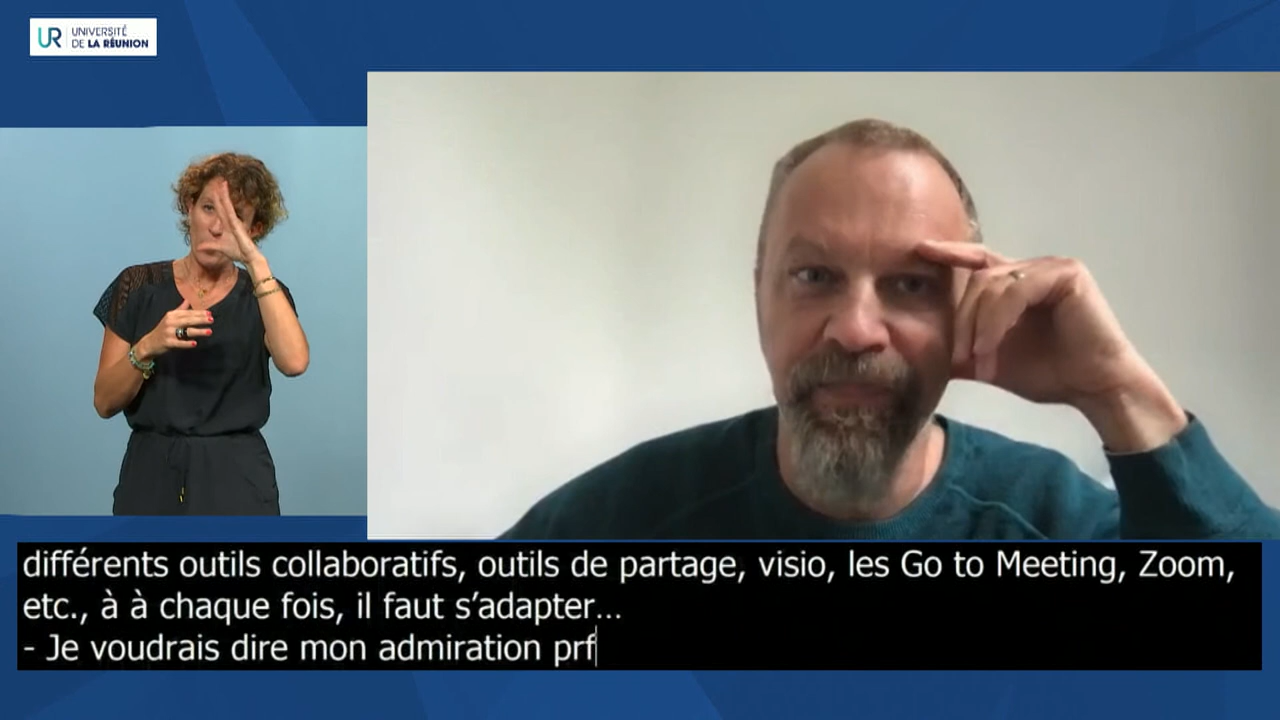 UR UNIVERSITÉ
DE LA RÉUNION
différents outils collaboratifs, outils de partage, visio, les Go to Meeting, Zoom,
etc., à à chaque fois, il faut s’adapter...
- Je voudrais dire mon admiration prf